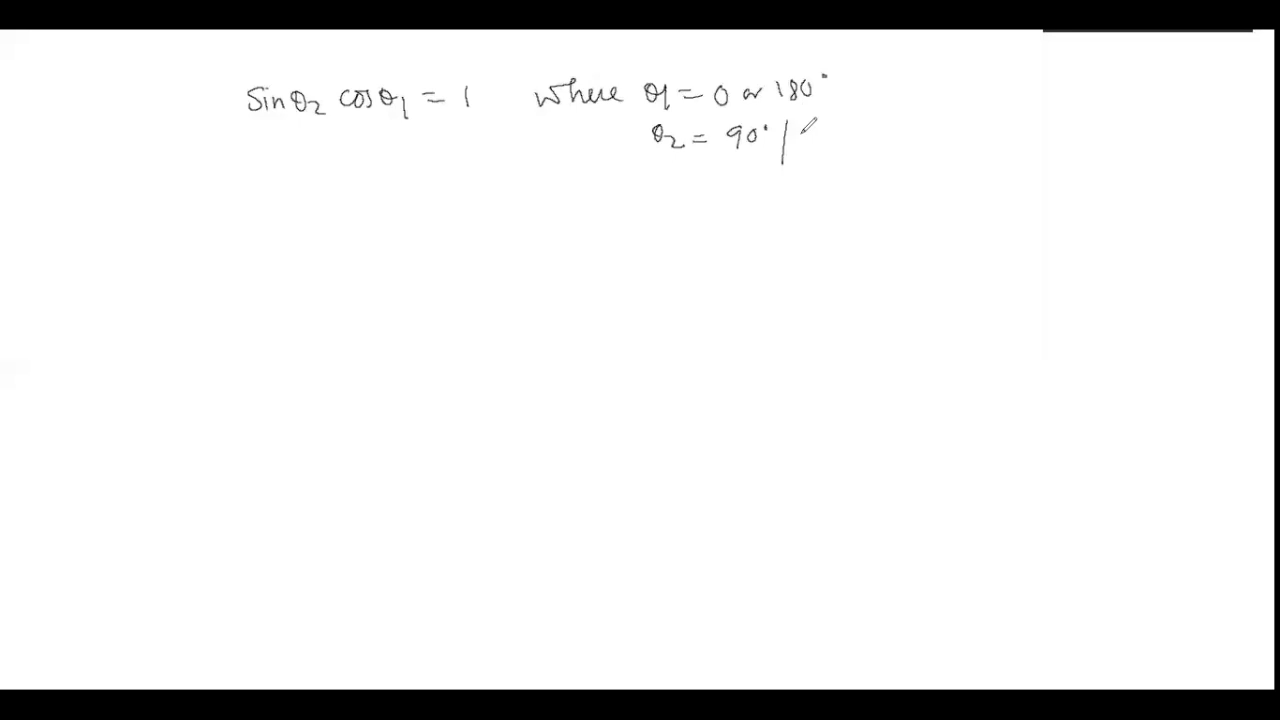 Sinθ2 cosθ1 = 1 where θ1 = 0 or 180°
θ2 = 90° |